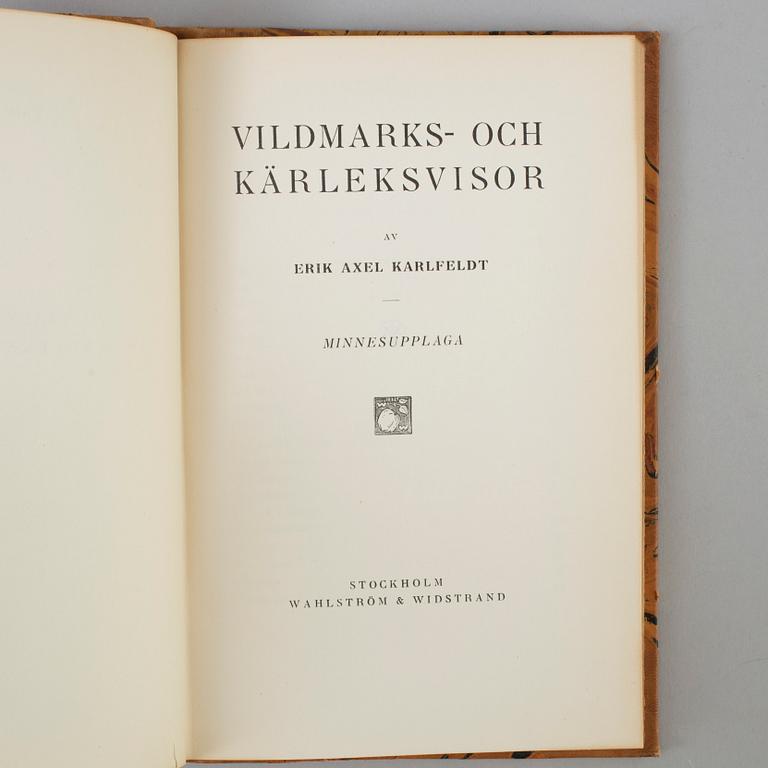 VILDMARKS- OCH
KÄRLEKSVISOR
AV
ERIK AXEL KARLFELDT
MINNESUPPLAGA
STOCKHOLM
WAHLSTRÖM & WIDSTRAND